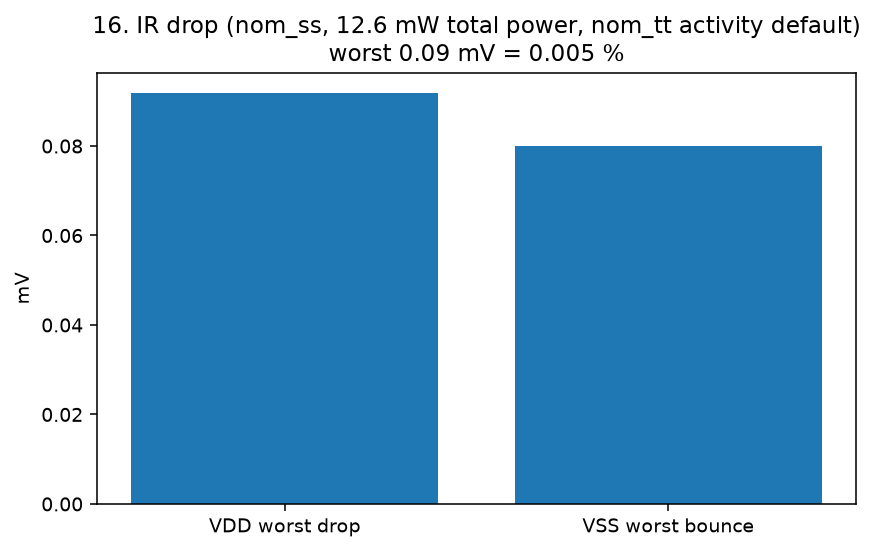 16. IR drop (nom_ss, 12.6 mW total power, nom_tt activity default)
worst 0.09 mV = 0.005 %
mV
0.08
0.06
0.04
0.02
0.00
VDD worst drop
VSS worst bounce